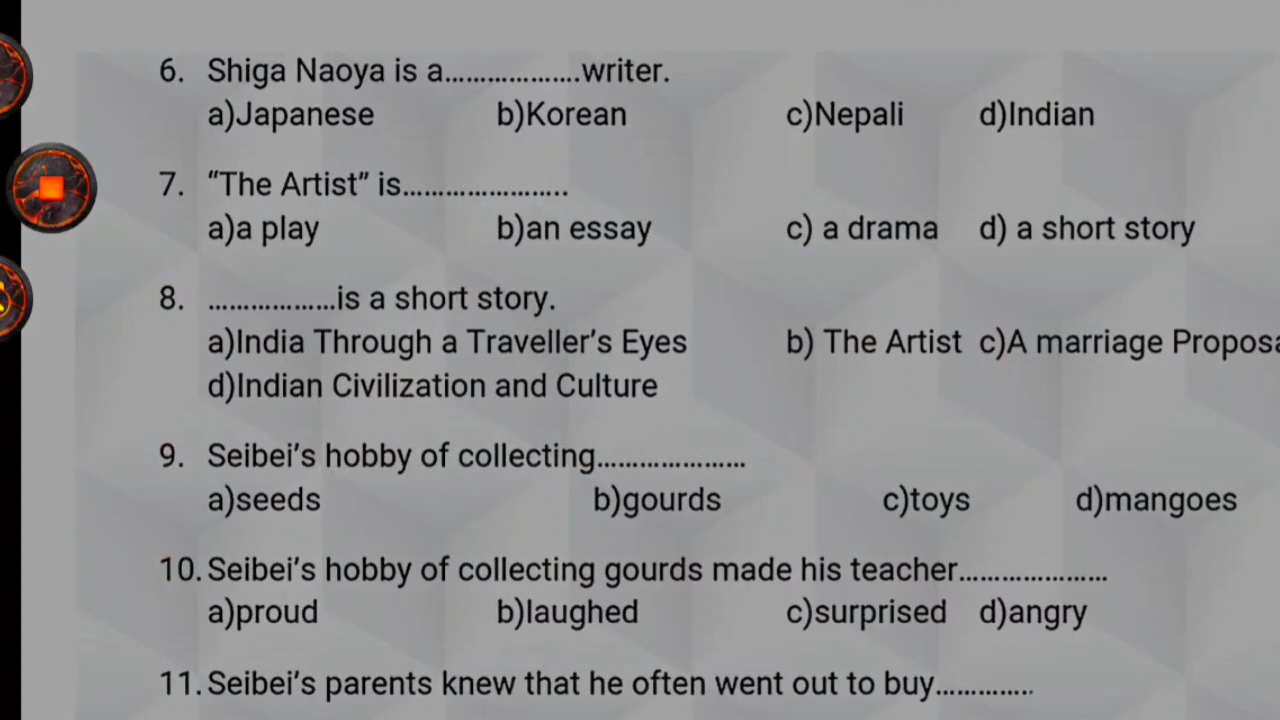 6. Shiga Naoya is a...................writer.
a)Japanese b)Korean c)Nepali d)Indian
7. “The Artist” is.......................
a)a play b)an essay c) a drama d) a short story
8. ..................is a short story.
a)India Through a Traveller’s Eyes b) The Artist c)A marriage Propos
d)Indian Civilization and Culture
9. Seibei’s hobby of collecting.....................
a)seeds b)gourds c)toys d)mangoes
10. Seibei’s hobby of collecting gourds made his teacher.....................
a)proud b)laughed c)surprised d)angry
11. Seibei’s parents knew that he often went out to buy..............